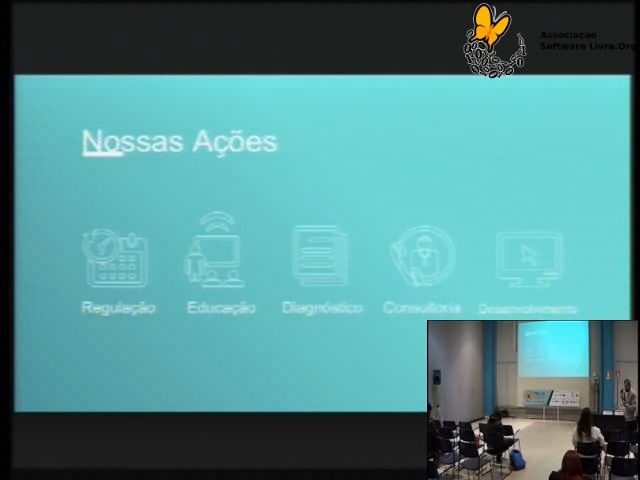 Associação
Software Livre.Org
Nossas Ações
Regulação
Educação
Diagnóstico
Consultoria
Desenvolvimento